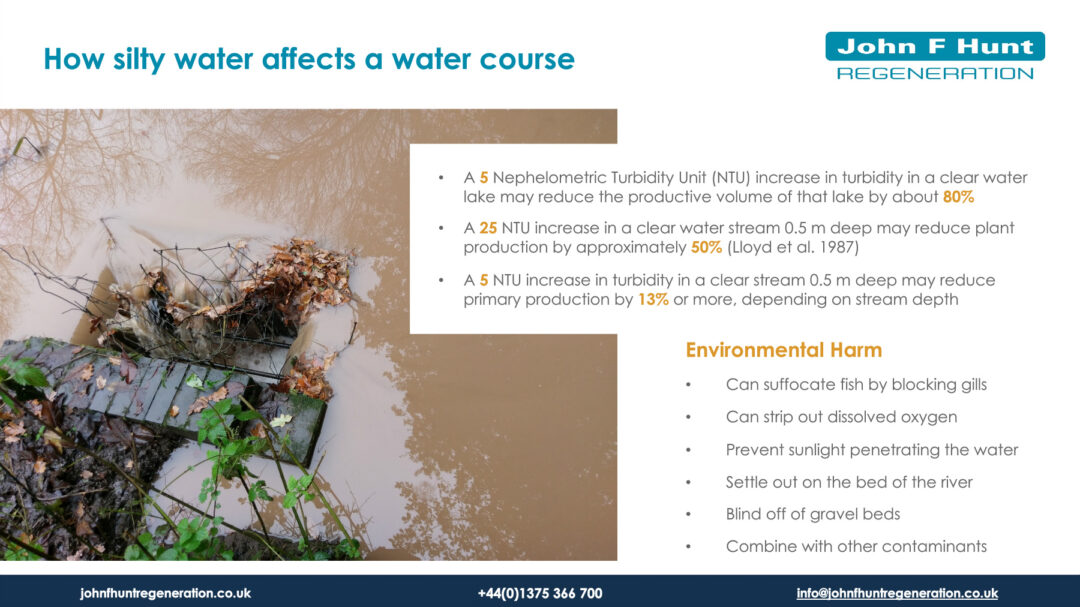 How silty water affects a water course
John F Hunt
REGENERATION
• A 5 Nephelometric Turbidity Unit (NTU) increase in turbidity in a clear water
lake may reduce the productive volume of that lake by about 80%
• A 25 NTU increase in a clear water stream 0.5 m deep may reduce plant
production by approximately 50% (Lloyd et al. 1987)
• A 5 NTU increase in turbidity in a clear stream 0.5 m deep may reduce
primary production by 13% or more, depending on stream depth
Environmental Harm
• Can suffocate fish by blocking gills
• Can strip out dissolved oxygen
• Prevent sunlight penetrating the water
• Settle out on the bed of the river
• Blind off of gravel beds
• Combine with other contaminants
johnfhuntregeneration.co.uk
+44(0)1375 366 700
info@johnfhuntregeneration.co.uk